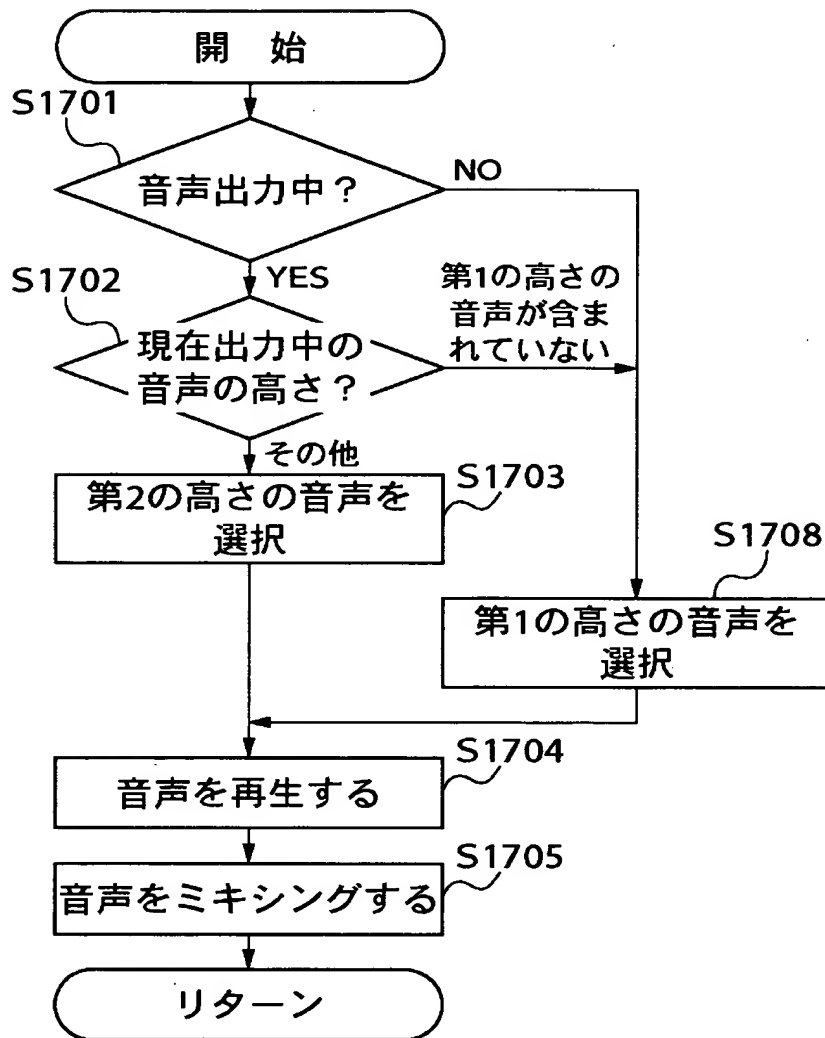 開 始
S1701
音声出力中?
NO
YES
S1702
現在出力中の
音声の高さ?
第1の高さの
音声が含ま
れていない
その他
S1703
第2の高さの音声を
選択
S1708
第1の高さの音声を
選択
S1704
音声を再生する
S1705
音声をミキシングする
リターン